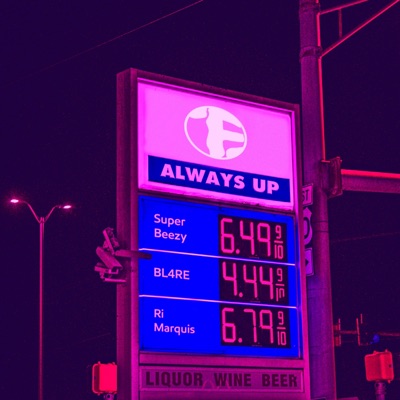 ALWAYS UP
Super
Beezy
6.49 9/10
BL4RE
4.44 9/10
Ri
Marquis
6.79 9/10
LIQUOR WINE BEER